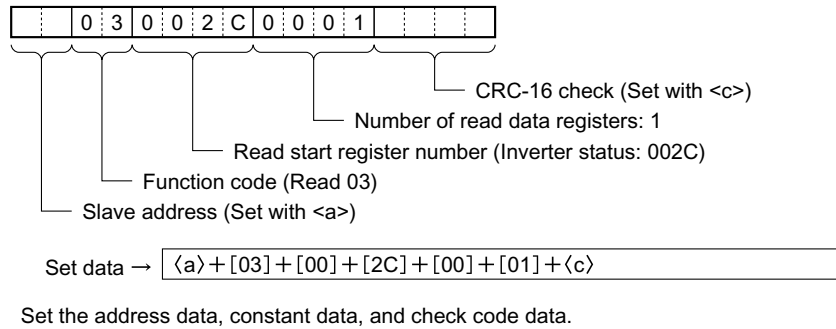 0 3 0 0 2 C 0 0 0 1
CRC-16 check (Set with <c>)
Number of read data registers: 1
Read start register number (Inverter status: 002C)
Function code (Read 03)
Slave address (Set with <a>)
Set data → 〈a〉+[03]+[00]+[2C]+[00]+[01]+〈c〉
Set the address data, constant data, and check code data.